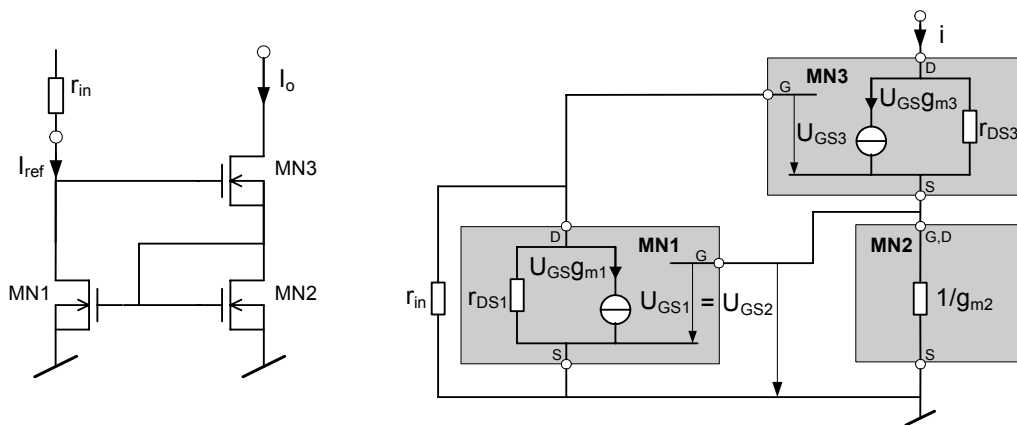 r_in
I_o
I_ref
MN3
MN1
MN2
i
MN3
D
G
U_GS g_m3
U_GS3
r_DS3
S
MN1
D
G
U_GS g_m1
r_in
r_DS1
U_GS1 = U_GS2
S
MN2
G,D
1/g_m2
S